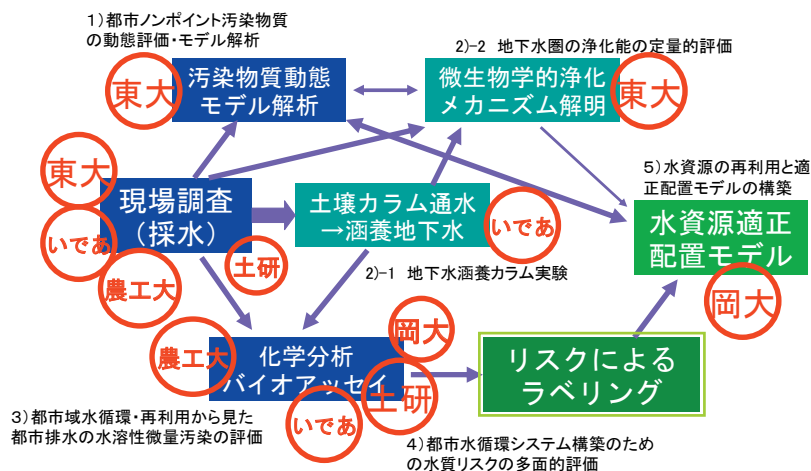 1）都市ノンポイント汚染物質
の動態評価・モデル解析
2)-2 地下水圏の浄化能の定量的評価
東大
汚染物質動態
モデル解析
微生物学的浄化
メカニズム解明
東大
5）水資源の再利用と適
正配置モデルの構築
東大
現場調査
（採水）
いであ
農工大
土研
土壌カラム通水
→涵養地下水
いであ
2)-1 地下水涵養カラム実験
水資源適正
配置モデル
岡大
農工大
化学分析
バイオアッセイ
岡大
土研
いであ
リスクによる
ラベリング
3）都市域水循環・再利用から見た
都市排水の水溶性微量汚染の評価
4）都市水循環システム構築のため
の水質リスクの多面的評価